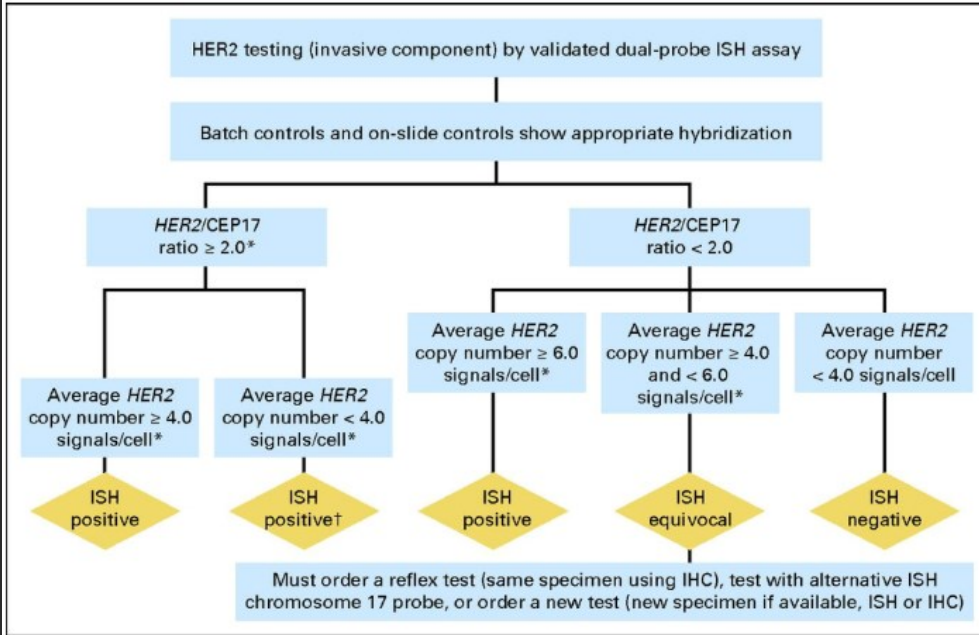 HER2 testing (invasive component) by validated dual-probe ISH assay
Batch controls and on-slide controls show appropriate hybridization
HER2/CEP17
ratio ≥ 2.0*
HER2/CEP17
ratio < 2.0
Average HER2
copy number ≥ 4.0
signals/cell*
Average HER2
copy number < 4.0
signals/cell*
Average HER2
copy number ≥ 6.0
signals/cell*
Average HER2
copy number ≥ 4.0
and < 6.0
signals/cell*
Average HER2
copy number
< 4.0 signals/cell
ISH
positive
ISH
positive†
ISH
positive
ISH
equivocal
ISH
negative
Must order a reflex test (same specimen using IHC), test with alternative ISH
chromosome 17 probe, or order a new test (new specimen if available, ISH or IHC)